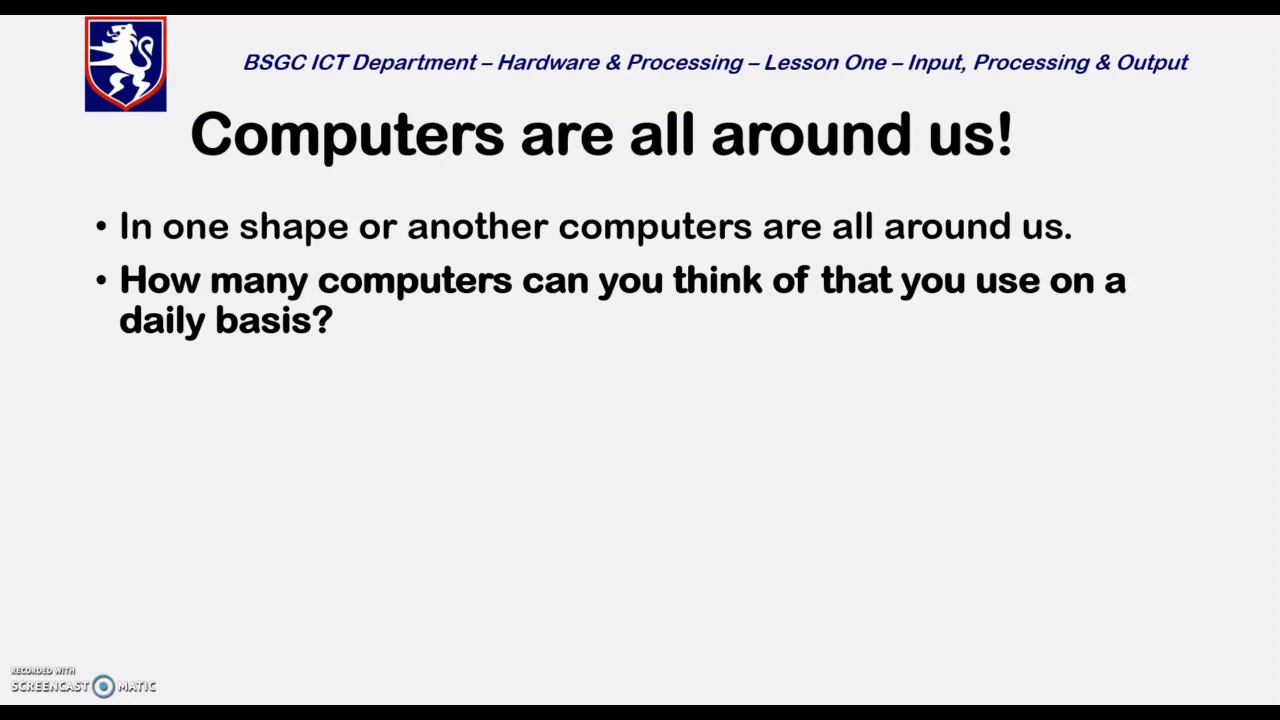 BSGC ICT Department – Hardware & Processing – Lesson One – Input, Processing & Output
Computers are all around us!
• In one shape or another computers are all around us.
• How many computers can you think of that you use on a
daily basis?
RECORDED WITH
SCREENCAST MATIC